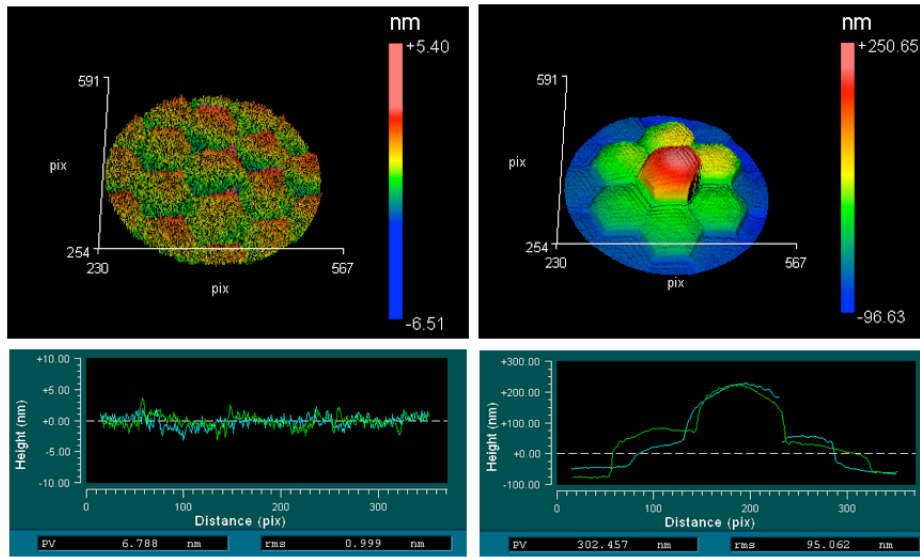 nm
+5.40
591
pix
254
230
567
pix
-6.51
nm
+250.65
591
pix
254
230
567
pix
-96.63
+10.00
+5.00
+0.00
-5.00
-10.00
Height (nm)
0
100
200
300
Distance (pix)
PV 6.788 nm rms 0.999 nm
+300.00
+200.00
+100.00
+0.00
-100.00
Height (nm)
0
100
200
300
Distance (pix)
PV 302.457 nm rms 95.062 nm